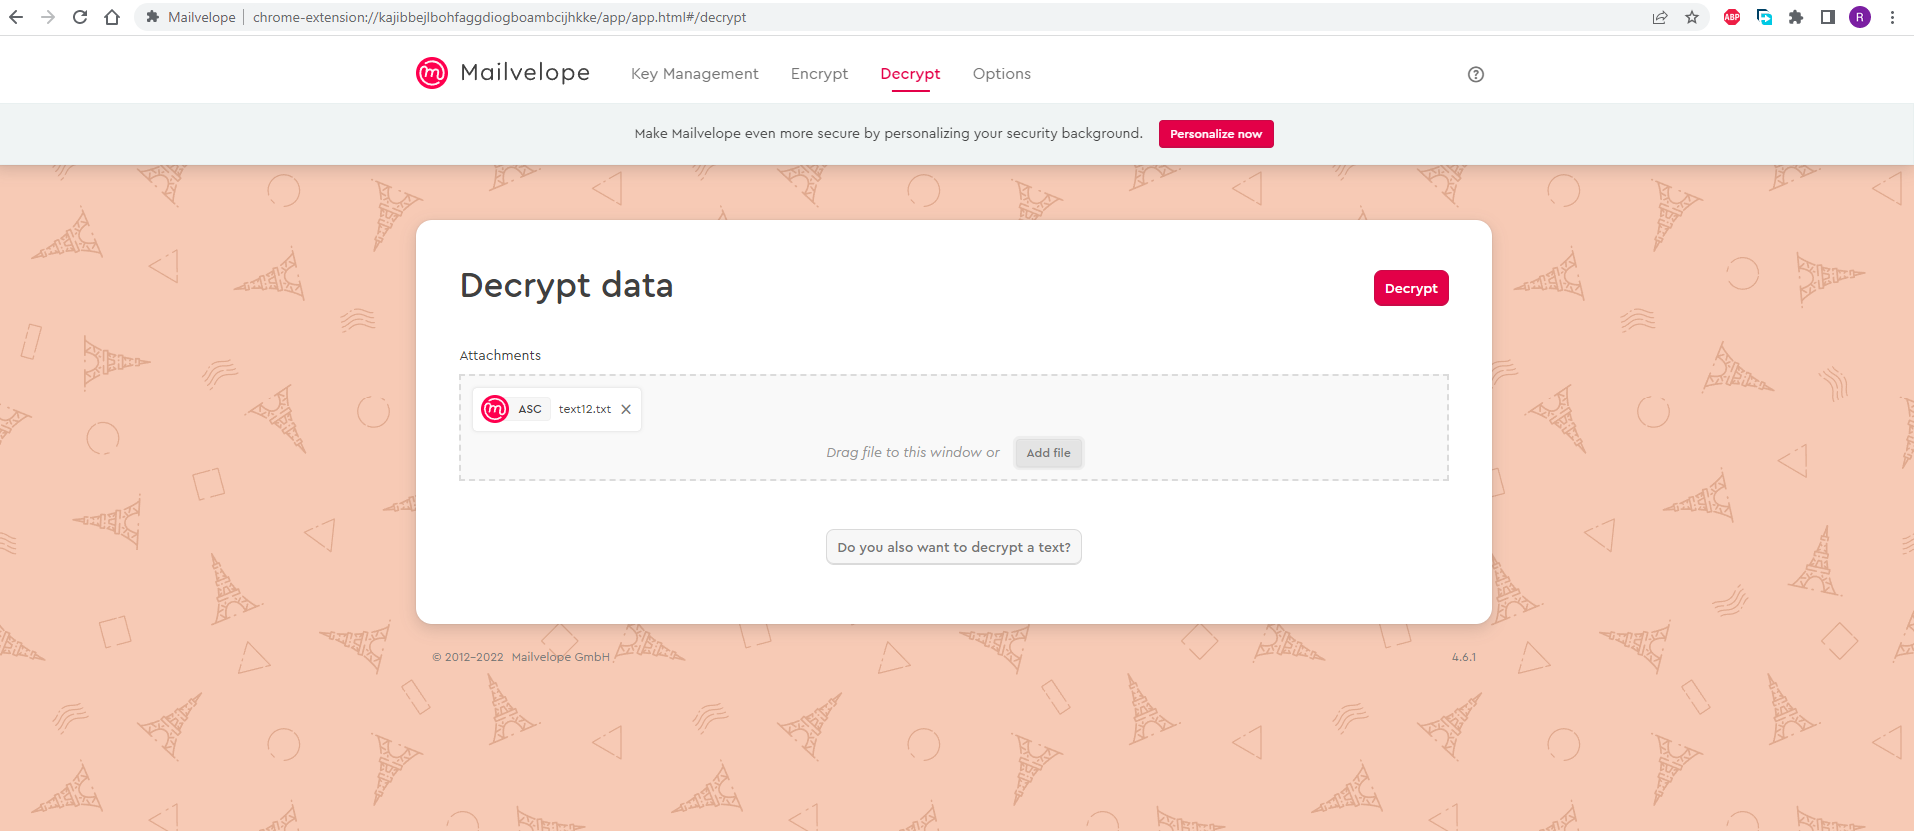 Mailvelope chrome-extension://kajibbejlbohfaggdiogboambcijhkke/app/app.html#/decrypt ABP R
Mailvelope Key Management Encrypt Decrypt Options ?
Make Mailvelope even more secure by personalizing your security background. Personalize now
Decrypt data Decrypt
Attachments
m ASC text12.txt
Drag file to this window or Add file
Do you also want to decrypt a text?
© 2012-2022 Mailvelope GmbH 4.6.1